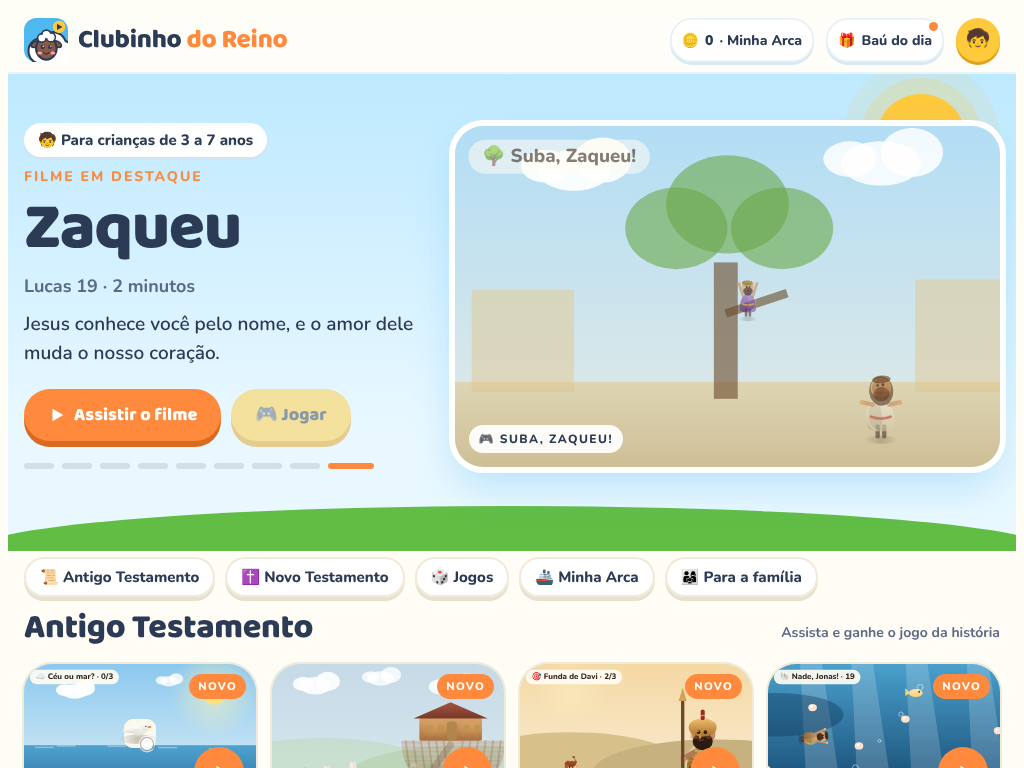 Clubinho do Reino
0 · Minha Arca
Baú do dia
Para crianças de 3 a 7 anos
FILME EM DESTAQUE
Zaqueu
Lucas 19 · 2 minutos
Jesus conhece você pelo nome, e o amor dele
muda o nosso coração.
Assistir o filme
Jogar
Suba, Zaqueu!
SUBA, ZAQUEU!
Antigo Testamento
Novo Testamento
Jogos
Minha Arca
Para a família
Antigo Testamento
Assista e ganhe o jogo da história
Céu ou mar? · 0/3
NOVO
NOVO
Funda de Davi · 2/3
NOVO
Nade, Jonas! · 19
NOVO